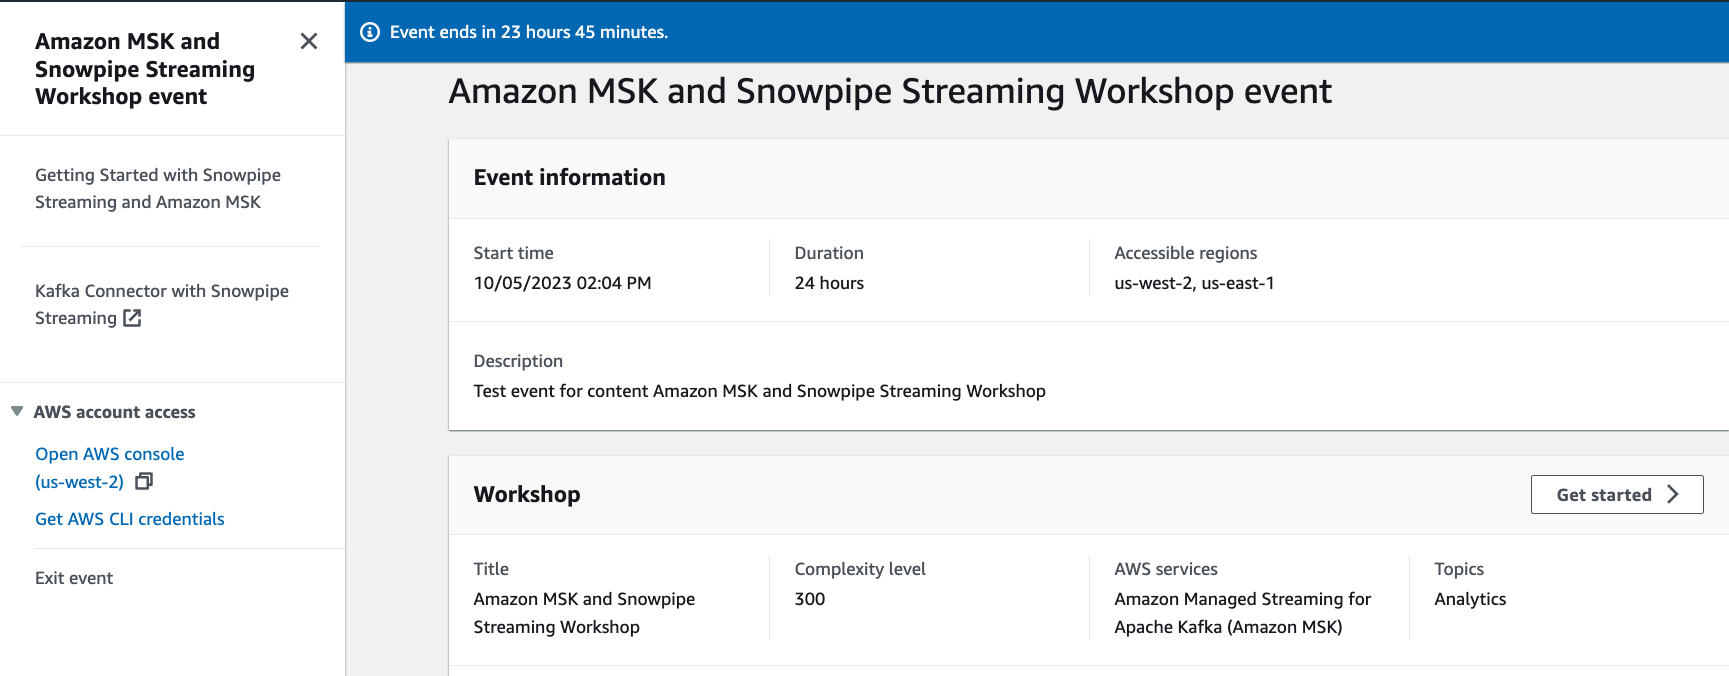 Amazon MSK and
Snowpipe Streaming
Workshop event
Getting Started with Snowpipe
Streaming and Amazon MSK
Kafka Connector with Snowpipe
Streaming
AWS account access
Open AWS console
(us-west-2)
Get AWS CLI credentials
Exit event
Event ends in 23 hours 45 minutes.
Amazon MSK and Snowpipe Streaming Workshop event
Event information
Start time
10/05/2023 02:04 PM
Duration
24 hours
Accessible regions
us-west-2, us-east-1
Description
Test event for content Amazon MSK and Snowpipe Streaming Workshop
Workshop
Get started
Title
Amazon MSK and Snowpipe
Streaming Workshop
Complexity level
300
AWS services
Amazon Managed Streaming for
Apache Kafka (Amazon MSK)
Topics
Analytics